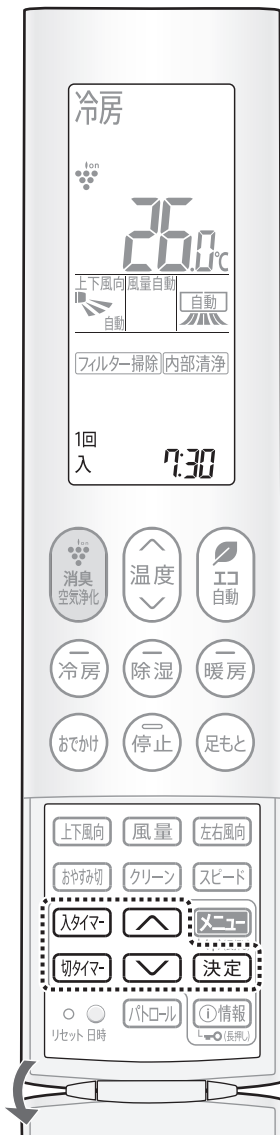 冷房
ion
26.0℃
上下風向 風量自動
自動 自動
フィルター掃除 内部清浄
1回
入 7:30
ion
消臭
空気浄化
温度
エコ
自動
冷房 除湿 暖房
おでかけ 停止 足もと
上下風向 風量 左右風向
おやすみ切 クリーン スピード
入タイマー メニュー
切タイマー 決定
リセット 日時 パトロール ⓘ情報
(長押し)